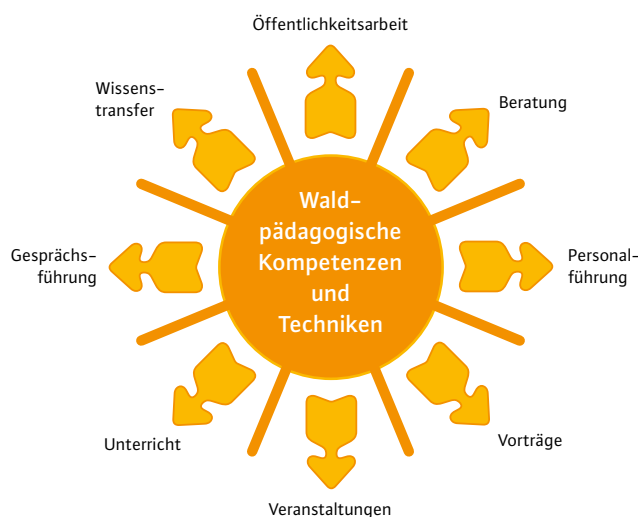 Öffentlichkeitsarbeit
Wissens-
transfer
Beratung
Wald-
pädagogische
Kompetenzen
und
Techniken
Gesprächs-
führung
Personal-
führung
Unterricht
Vorträge
Veranstaltungen